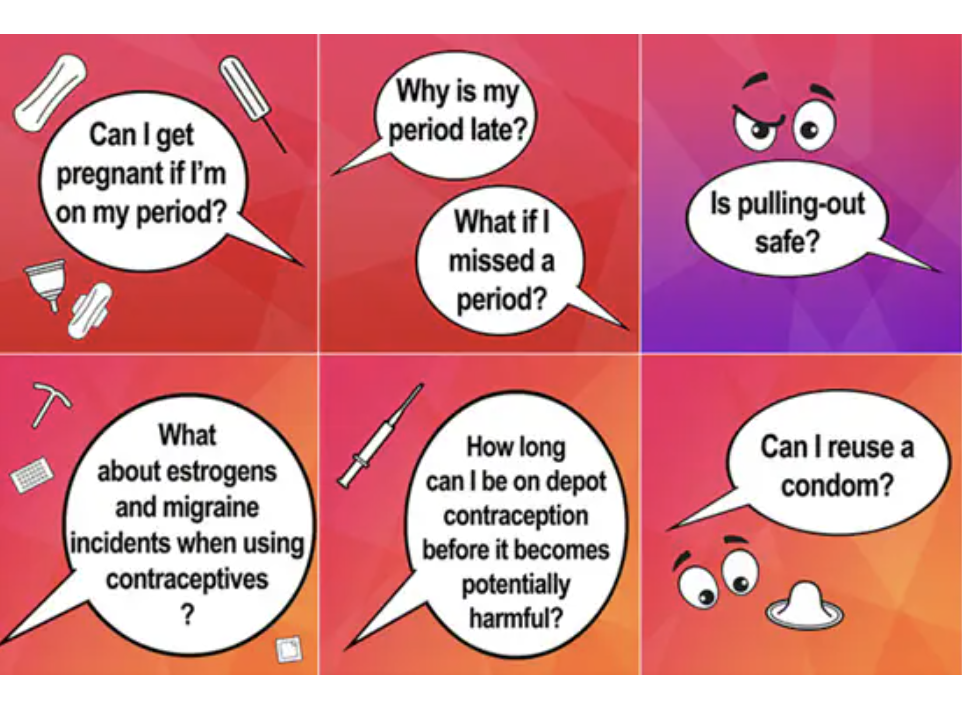 Can I get
pregnant if I'm
on my period?
Why is my
period late?
What if I
missed a
period?
Is pulling-out
safe?
What
about estrogens
and migraine
incidents when using
contraceptives
?
How long
can I be on depot
contraception
before it becomes
potentially
harmful?
Can I reuse a
condom?